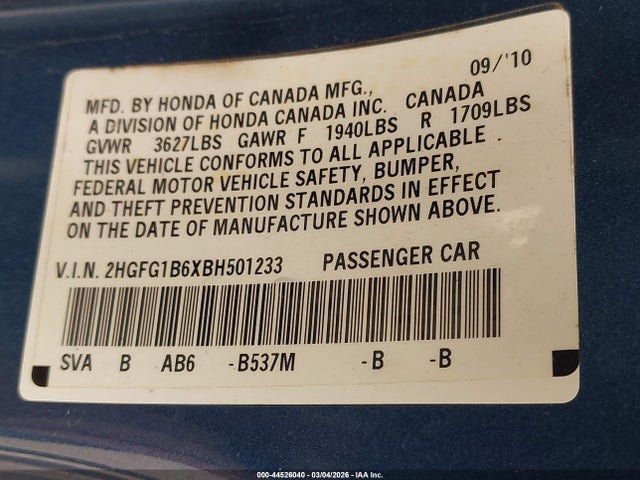 09/'10
MFD. BY HONDA OF CANADA MFG.,
A DIVISION OF HONDA CANADA INC. CANADA
GVWR 3627LBS GAWR F 1940LBS R 1709LBS
THIS VEHICLE CONFORMS TO ALL APPLICABLE
FEDERAL MOTOR VEHICLE SAFETY, BUMPER,
AND THEFT PREVENTION STANDARDS IN EFFECT
ON THE DATE OF MANUFACTURE SHOWN ABOVE.
V.I.N. 2HGFG1B6XBH501233 PASSENGER CAR
SVA B AB6 -B537M -B -B
000-44526040 - 03/04/2026 - IAA Inc.